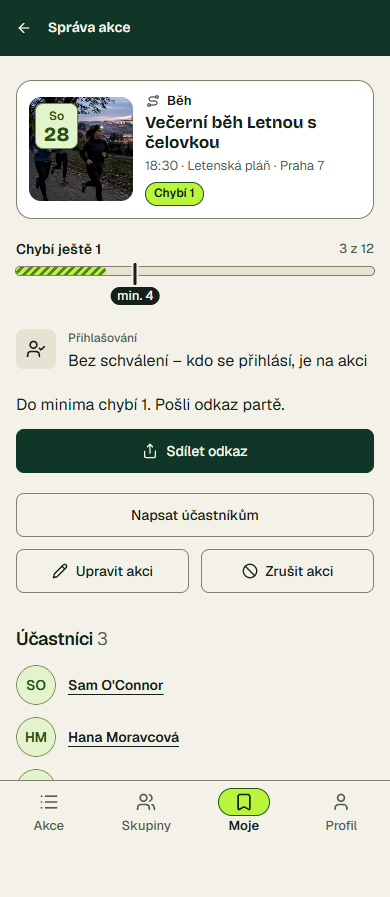 Správa akce
So
28
Běh
Večerní běh Letnou s
čelovkou
18:30 · Letenská pláň · Praha 7
Chybí 1
Chybí ještě 1
3 z 12
min. 4
Přihlašování
Bez schválení – kdo se přihlásí, je na akci
Do minima chybí 1. Pošli odkaz partě.
Sdílet odkaz
Napsat účastníkům
Upravit akci
Zrušit akci
Účastníci 3
SO
Sam O'Connor
HM
Hana Moravcová
Akce
Skupiny
Moje
Profil